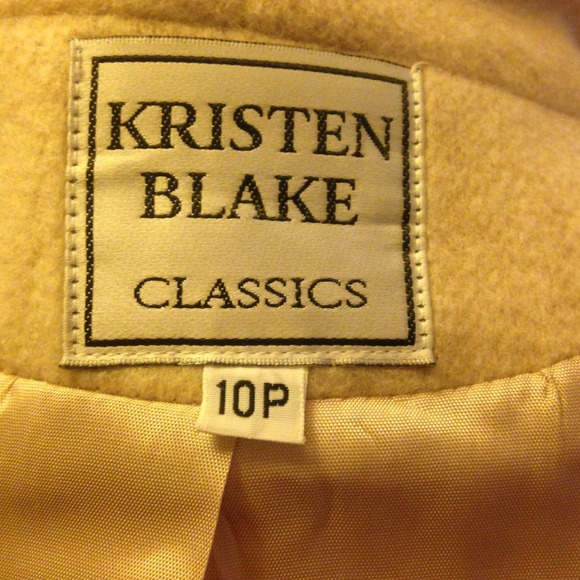 KRISTEN
BLAKE
CLASSICS
10P